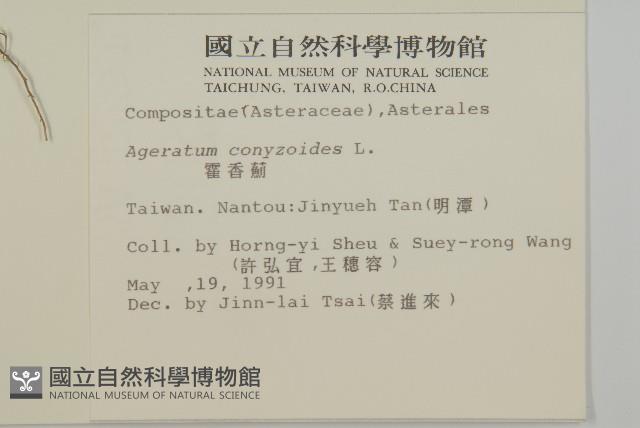 國立自然科學博物館
NATIONAL MUSEUM OF NATURAL SCIENCE
TAICHUNG, TAIWAN, R.O.CHINA
Compositae(Asteraceae),Asterales
Ageratum conyzoides L.
霍香薊
Taiwan. Nantou:Jinyueh Tan(明潭)
Coll. by Horng-yi Sheu & Suey-rong Wang
(許弘宜,王穗容)
May ,19, 1991
Dec. by Jinn-lai Tsai(蔡進來)
國立自然科學博物館
NATIONAL MUSEUM OF NATURAL SCIENCE